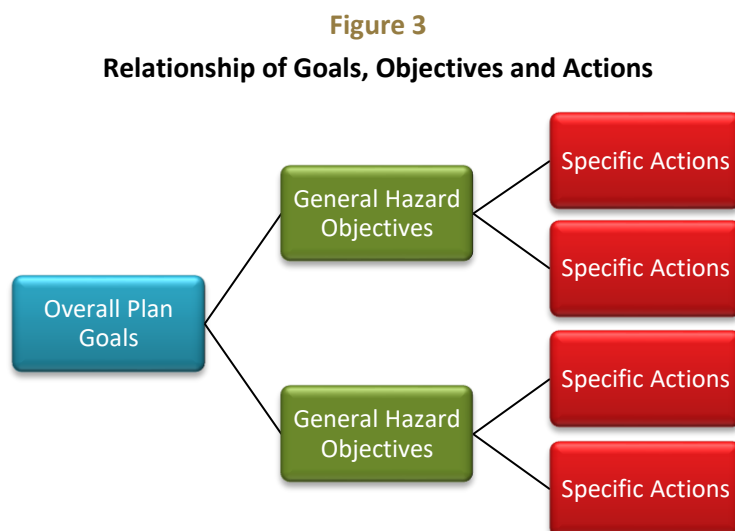 Figure 3
Relationship of Goals, Objectives and Actions
Overall Plan
Goals
General Hazard
Objectives
Specific Actions
Specific Actions
General Hazard
Objectives
Specific Actions
Specific Actions